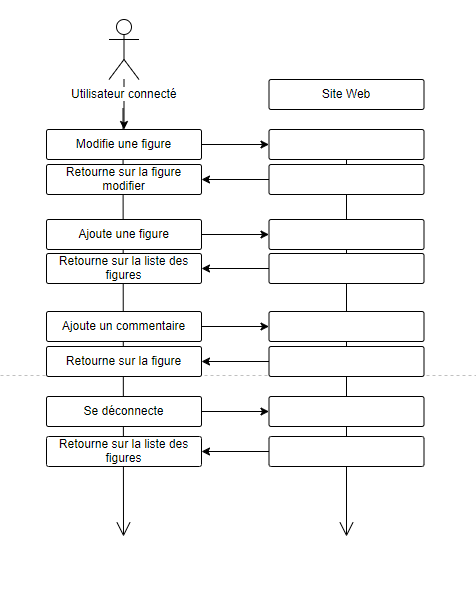 Utilisateur connecté
Site Web
Modifie une figure
Retourne sur la figure
modifier
Ajoute une figure
Retourne sur la liste des
figures
Ajoute un commentaire
Retourne sur la figure
Se déconnecte
Retourne sur la liste des
figures